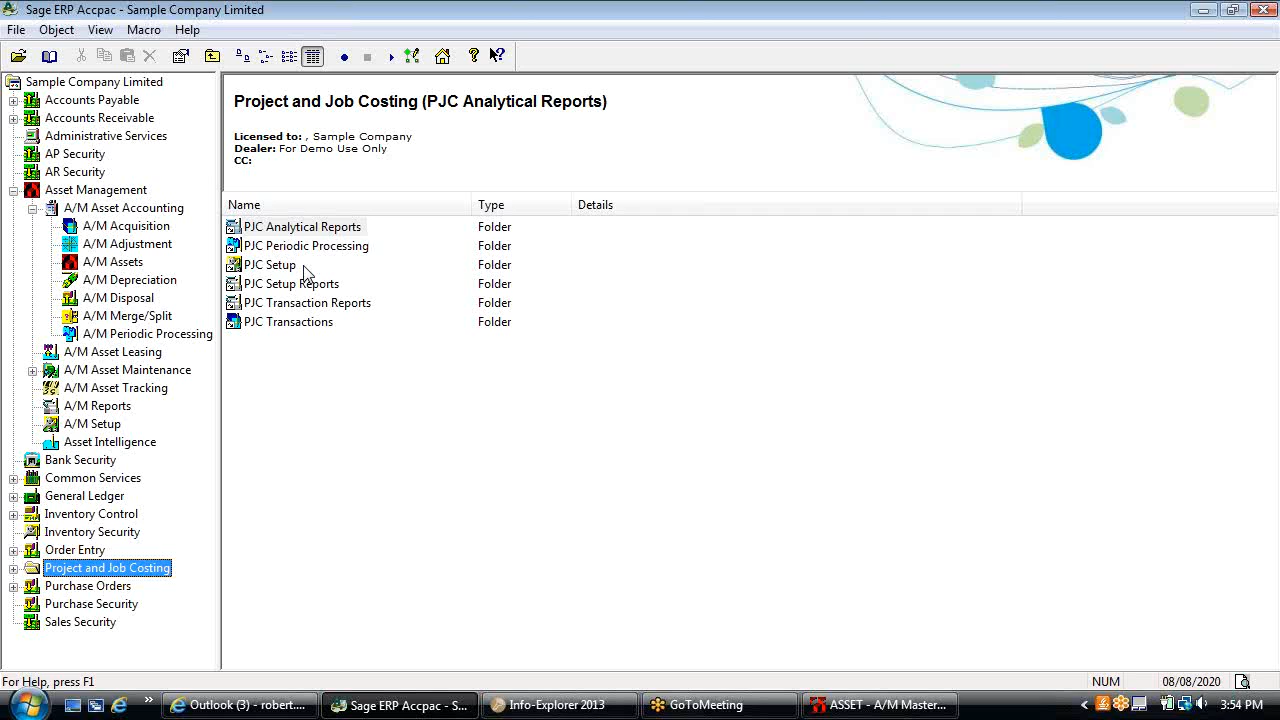 Sage ERP Accpac - Sample Company Limited
File Object View Macro Help
Sample Company Limited
Accounts Payable
Accounts Receivable
Administrative Services
AP Security
AR Security
Asset Management
A/M Asset Accounting
A/M Acquisition
A/M Adjustment
A/M Assets
A/M Depreciation
A/M Disposal
A/M Merge/Split
A/M Periodic Processing
A/M Asset Leasing
A/M Asset Maintenance
A/M Asset Tracking
A/M Reports
A/M Setup
Asset Intelligence
Bank Security
Common Services
General Ledger
Inventory Control
Inventory Security
Order Entry
Project and Job Costing
Purchase Orders
Purchase Security
Sales Security
Project and Job Costing (PJC Analytical Reports)
Licensed to: , Sample Company
Dealer: For Demo Use Only
CC:
Name Type Details
PJC Analytical Reports Folder
PJC Periodic Processing Folder
PJC Setup Folder
PJC Setup Reports Folder
PJC Transaction Reports Folder
PJC Transactions Folder
For Help, press F1 NUM 08/08/2020
Outlook (3) - robert.... Sage ERP Accpac - S... Info-Explorer 2013 GoToMeeting ASSET - A/M Master... 3:54 PM